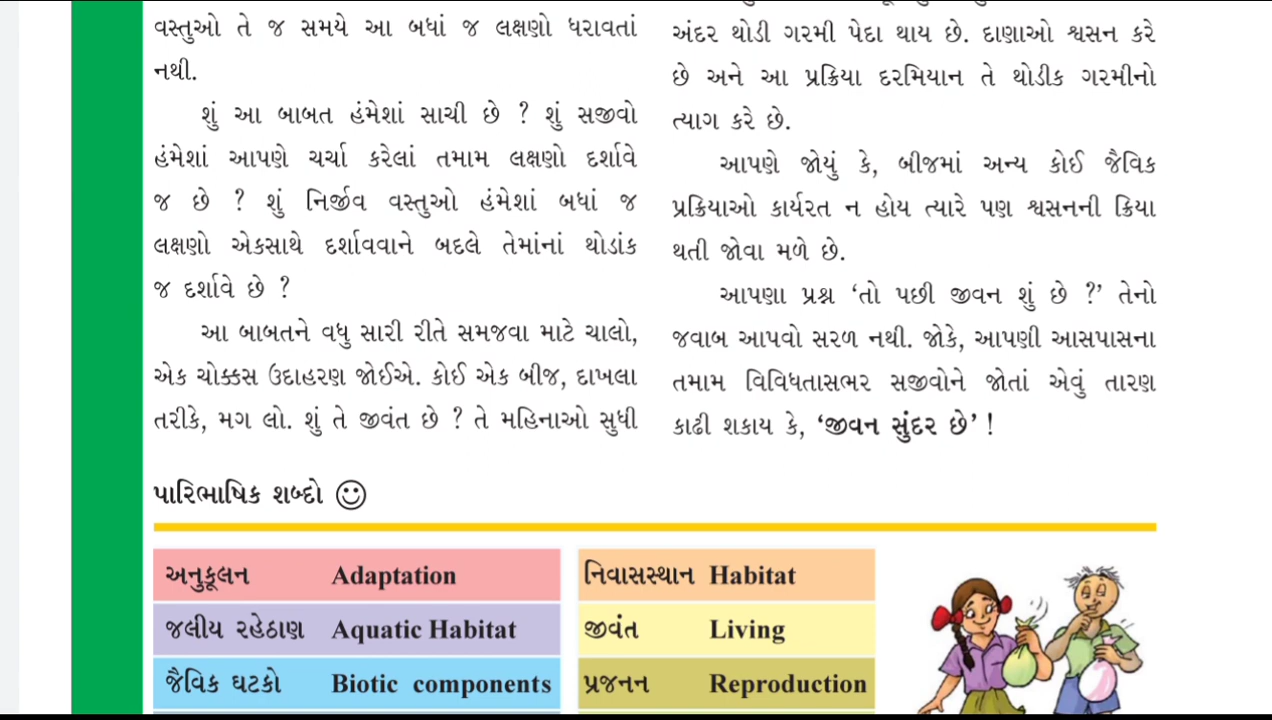 વસ્તુઓ તે જ સમયે આ બધાં જ લક્ષણો ધરાવતાં
નથી.
શું આ બાબત હંમેશાં સાચી છે ? શું સજીવો
હંમેશાં આપણે ચર્ચા કરેલાં તમામ લક્ષણો દર્શાવે
જ છે ? શું નિર્જીવ વસ્તુઓ હંમેશાં બધાં જ
લક્ષણો એકસાથે દર્શાવવાને બદલે તેમાંનાં થોડાંક
જ દર્શાવે છે ?
આ બાબતને વધુ સારી રીતે સમજવા માટે ચાલો,
એક ચોક્કસ ઉદાહરણ જોઈએ. કોઈ એક બીજ, દાખલા
તરીકે, મગ લો. શું તે જીવંત છે ? તે મહિનાઓ સુધી
અંદર થોડી ગરમી પેદા થાય છે. દાણાઓ શ્વસન કરે
છે અને આ પ્રક્રિયા દરમિયાન તે થોડીક ગરમીનો
ત્યાગ કરે છે.
આપણે જોયું કે, બીજમાં અન્ય કોઈ જૈવિક
પ્રક્રિયાઓ કાર્યરત ન હોય ત્યારે પણ શ્વસનની ક્રિયા
થતી જોવા મળે છે.
આપણા પ્રશ્ન ‘તો પછી જીવન શું છે ?’ તેનો
જવાબ આપવો સરળ નથી. જોકે, આપણી આસપાસના
તમામ વિવિધતાસભર સજીવોને જોતાં એવું તારણ
કાઢી શકાય કે, ‘જીવન સુંદર છે’ !
પારિભાષિક શબ્દો
અનુકૂલન Adaptation
જલીય રહેઠાણ Aquatic Habitat
જૈવિક ઘટકો Biotic components
નિવાસસ્થાન Habitat
જીવંત Living
પ્રજનન Reproduction